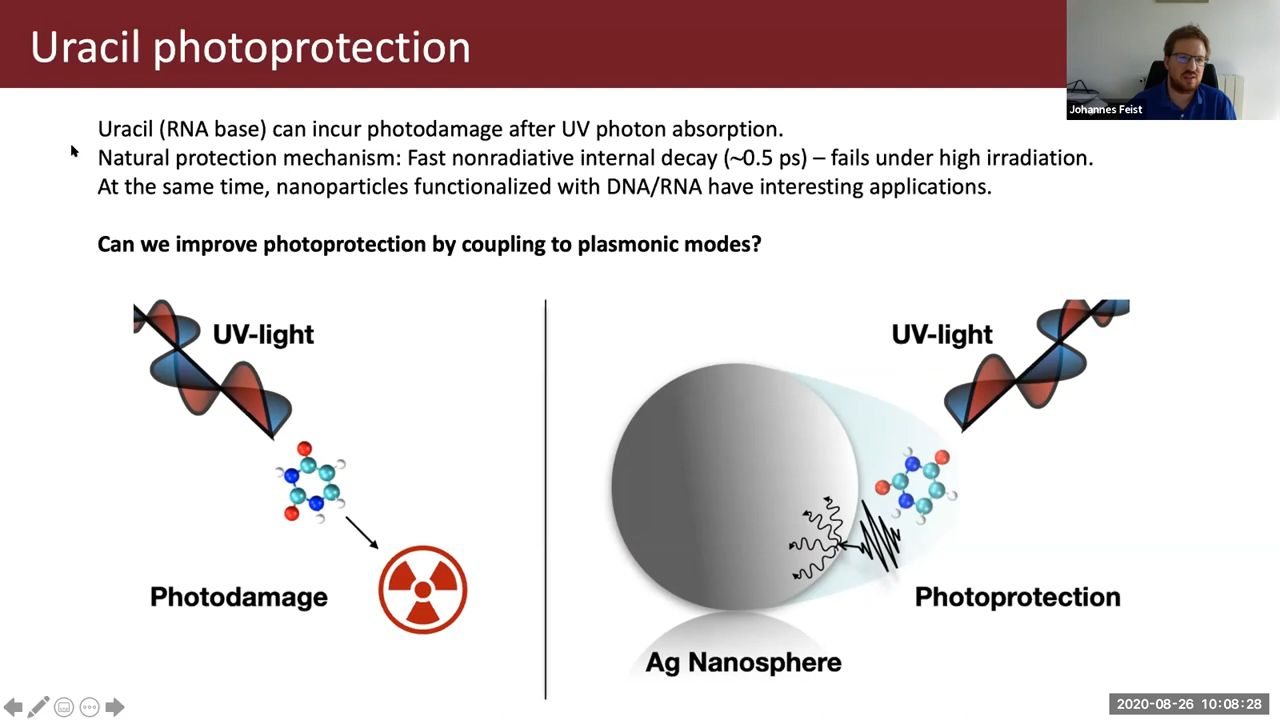 Uracil photoprotection
Johannes Feist
Uracil (RNA base) can incur photodamage after UV photon absorption.
Natural protection mechanism: Fast nonradiative internal decay (~0.5 ps) – fails under high irradiation.
At the same time, nanoparticles functionalized with DNA/RNA have interesting applications.
Can we improve photoprotection by coupling to plasmonic modes?
UV-light
UV-light
Photodamage
Photoprotection
Ag Nanosphere
2020-08-26 10:08:28